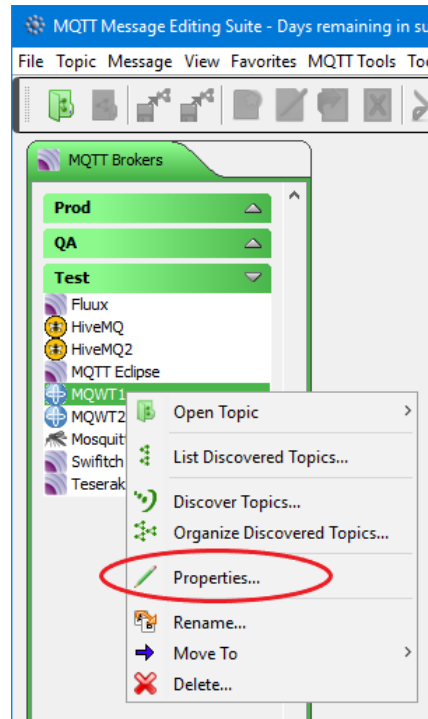 MQTT Message Editing Suite - Days remaining in su
File Topic Message View Favorites MQTT Tools Too
MQTT Brokers
Prod
QA
Test
Fluux
HiveMQ
HiveMQ2
MQTT Eclipse
MQWT1
MQWT2
Mosquit
Swifitch
Teserak
Open Topic
List Discovered Topics...
Discover Topics...
Organize Discovered Topics...
Properties...
Rename...
Move To
Delete...